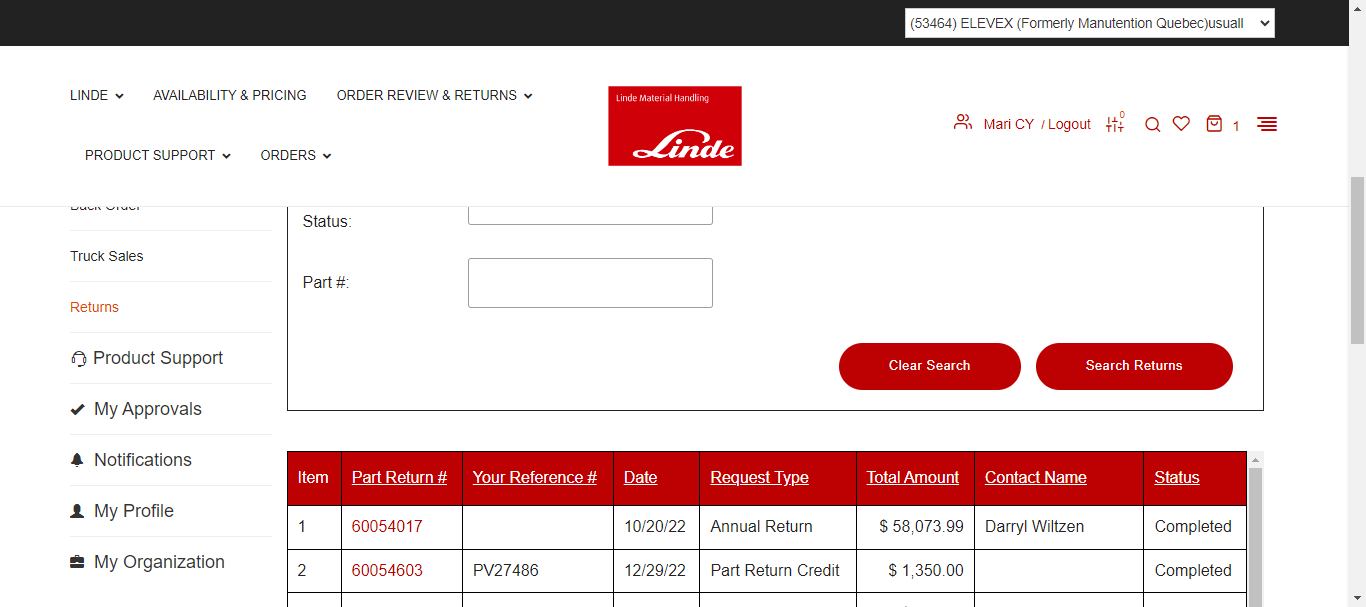 (53464) ELEVEX (Formerly Manutention Quebec)usuall
LINDE AVAILABILITY & PRICING ORDER REVIEW & RETURNS
PRODUCT SUPPORT ORDERS
Linde Material Handling
Linde
Mari CY / Logout 0 1
Back Order
Truck Sales
Returns
Product Support
My Approvals
Notifications
My Profile
My Organization
Status:
Part #:
Clear Search Search Returns
Item Part Return # Your Reference # Date Request Type Total Amount Contact Name Status
1 60054017 10/20/22 Annual Return $ 58,073.99 Darryl Wiltzen Completed
2 60054603 PV27486 12/29/22 Part Return Credit $ 1,350.00 Completed